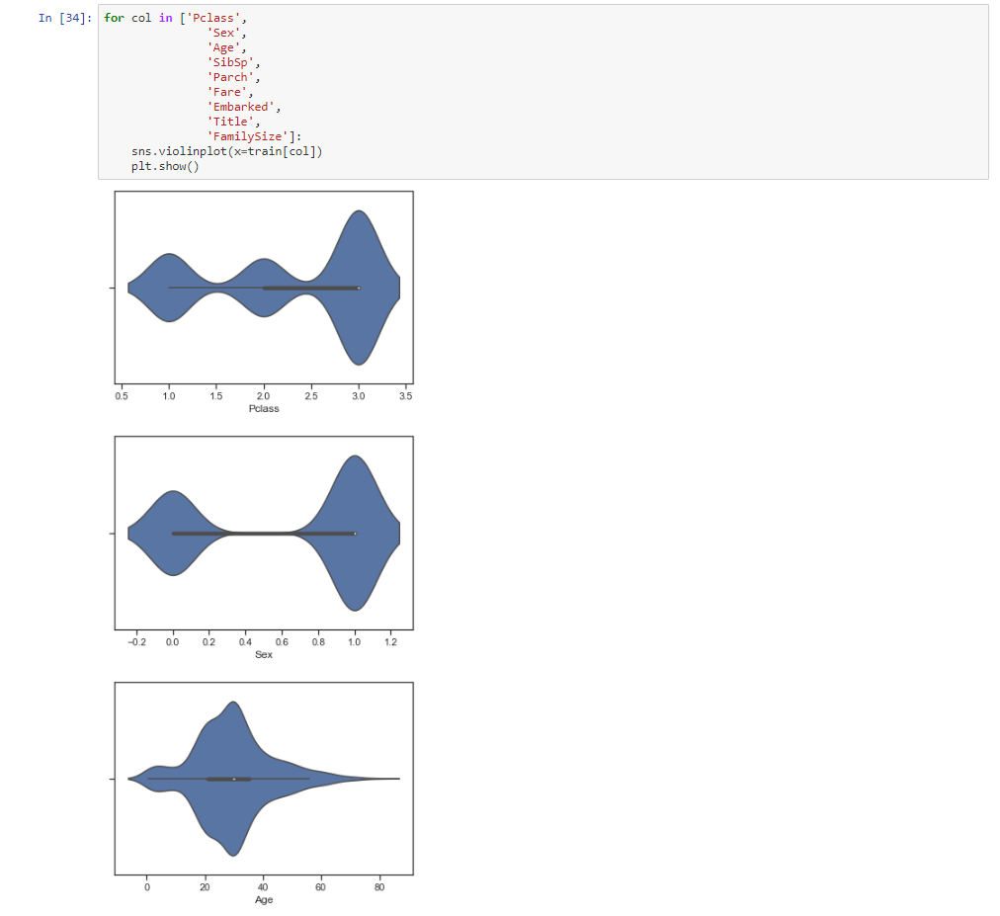 In [34]: for col in ['Pclass',
'Sex',
'Age',
'SibSp',
'Parch',
'Fare',
'Embarked',
'Title',
'FamilySize']:
sns.violinplot(x=train[col])
plt.show()
0.5 1.0 1.5 2.0 2.5 3.0 3.5
Pclass
−0.2 0.0 0.2 0.4 0.6 0.8 1.0 1.2
Sex
0 20 40 60 80
Age